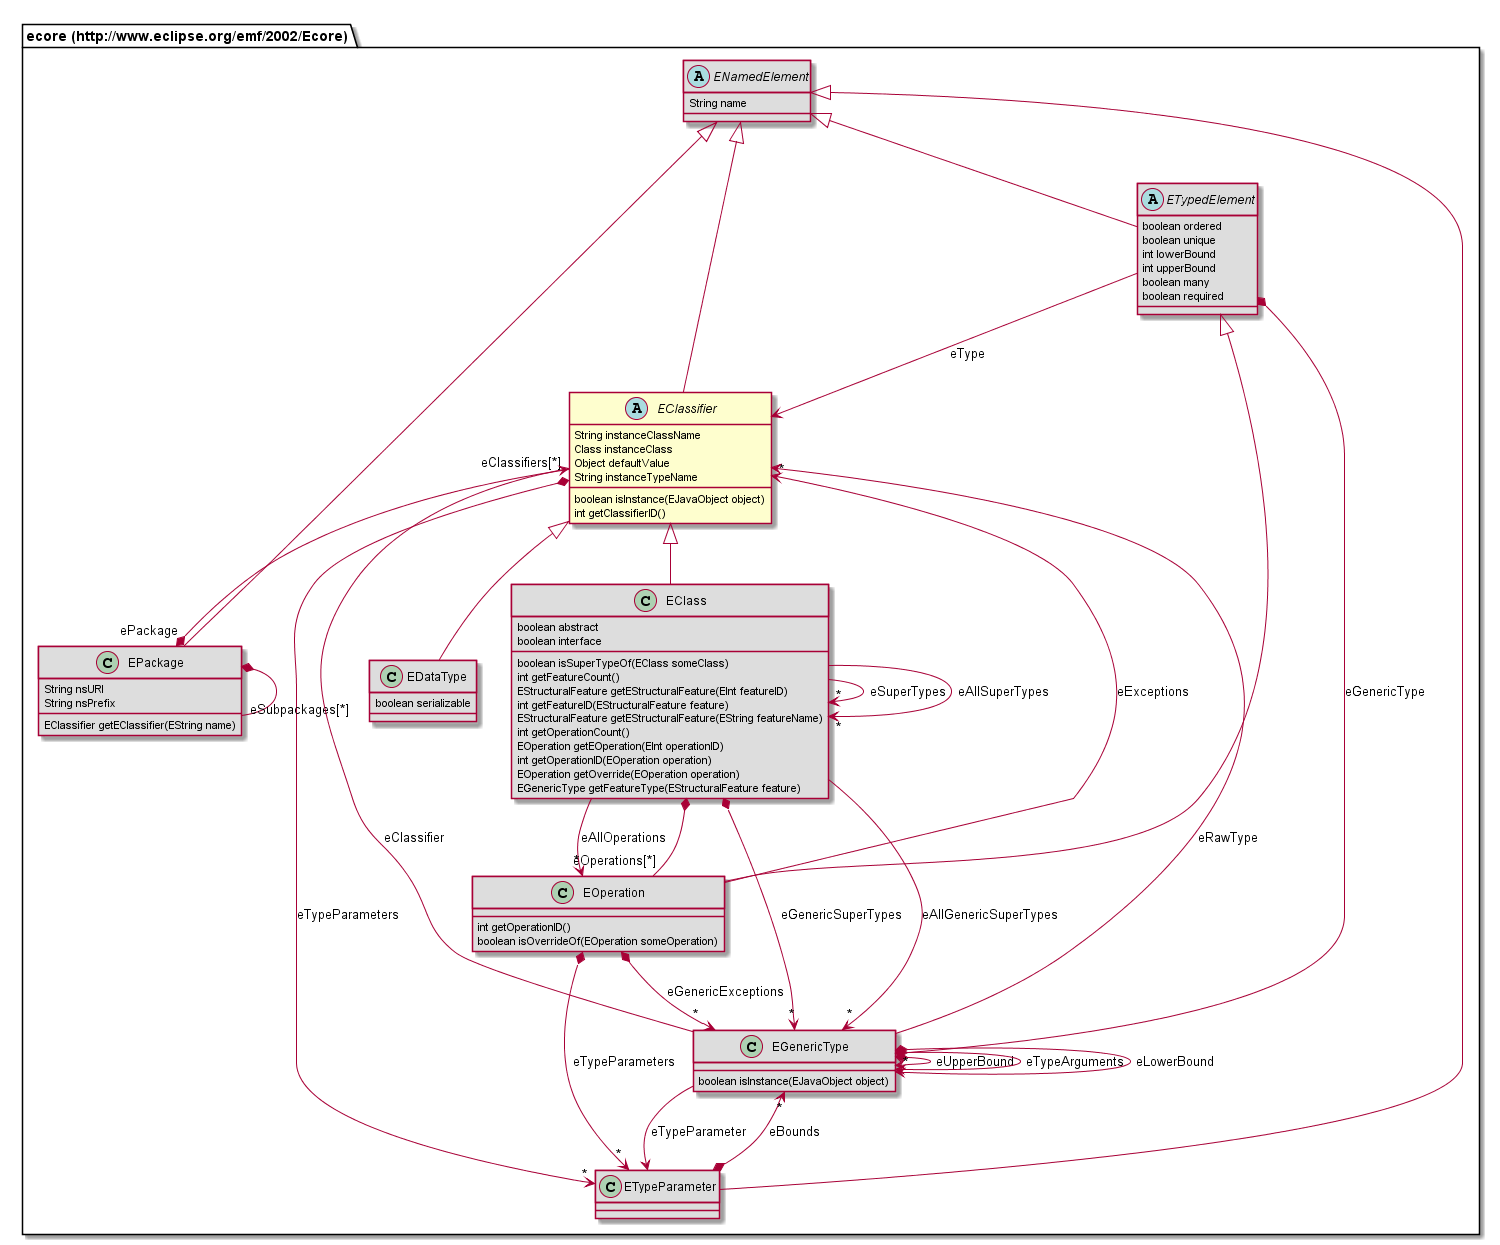 ecore (http://www.eclipse.org/emf/2002/Ecore)
A ENamedElement
String name
A ETypedElement
boolean ordered
boolean unique
int lowerBound
int upperBound
boolean many
boolean required
eType
A EClassifier
String instanceClassName
Class instanceClass
Object defaultValue
String instanceTypeName
boolean isInstance(EJavaObject object)
int getClassifierID()
eClassifiers[*]
*
ePackage
C EPackage
String nsURI
String nsPrefix
EClassifier getEClassifier(EString name)
eSubpackages[*]
C EDataType
boolean serializable
C EClass
boolean abstract
boolean interface
boolean isSuperTypeOf(EClass someClass)
int getFeatureCount()
EStructuralFeature getEStructuralFeature(EInt featureID)
int getFeatureID(EStructuralFeature feature)
EStructuralFeature getEStructuralFeature(EString featureName)
int getOperationCount()
EOperation getEOperation(EInt operationID)
int getOperationID(EOperation operation)
EOperation getOverride(EOperation operation)
EGenericType getFeatureType(EStructuralFeature feature)
*
eSuperTypes
*
eAllSuperTypes
eExceptions
eGenericType
eClassifier
eAllOperations
*
eOperations[*]
eRawType
C EOperation
int getOperationID()
boolean isOverrideOf(EOperation someOperation)
eTypeParameters
eGenericSuperTypes
*
eAllGenericSuperTypes
*
eGenericExceptions
*
C EGenericType
boolean isInstance(EJavaObject object)
eUpperBound
*
eTypeArguments
eLowerBound
eTypeParameters
*
eTypeParameter
eBounds
*
*
C ETypeParameter